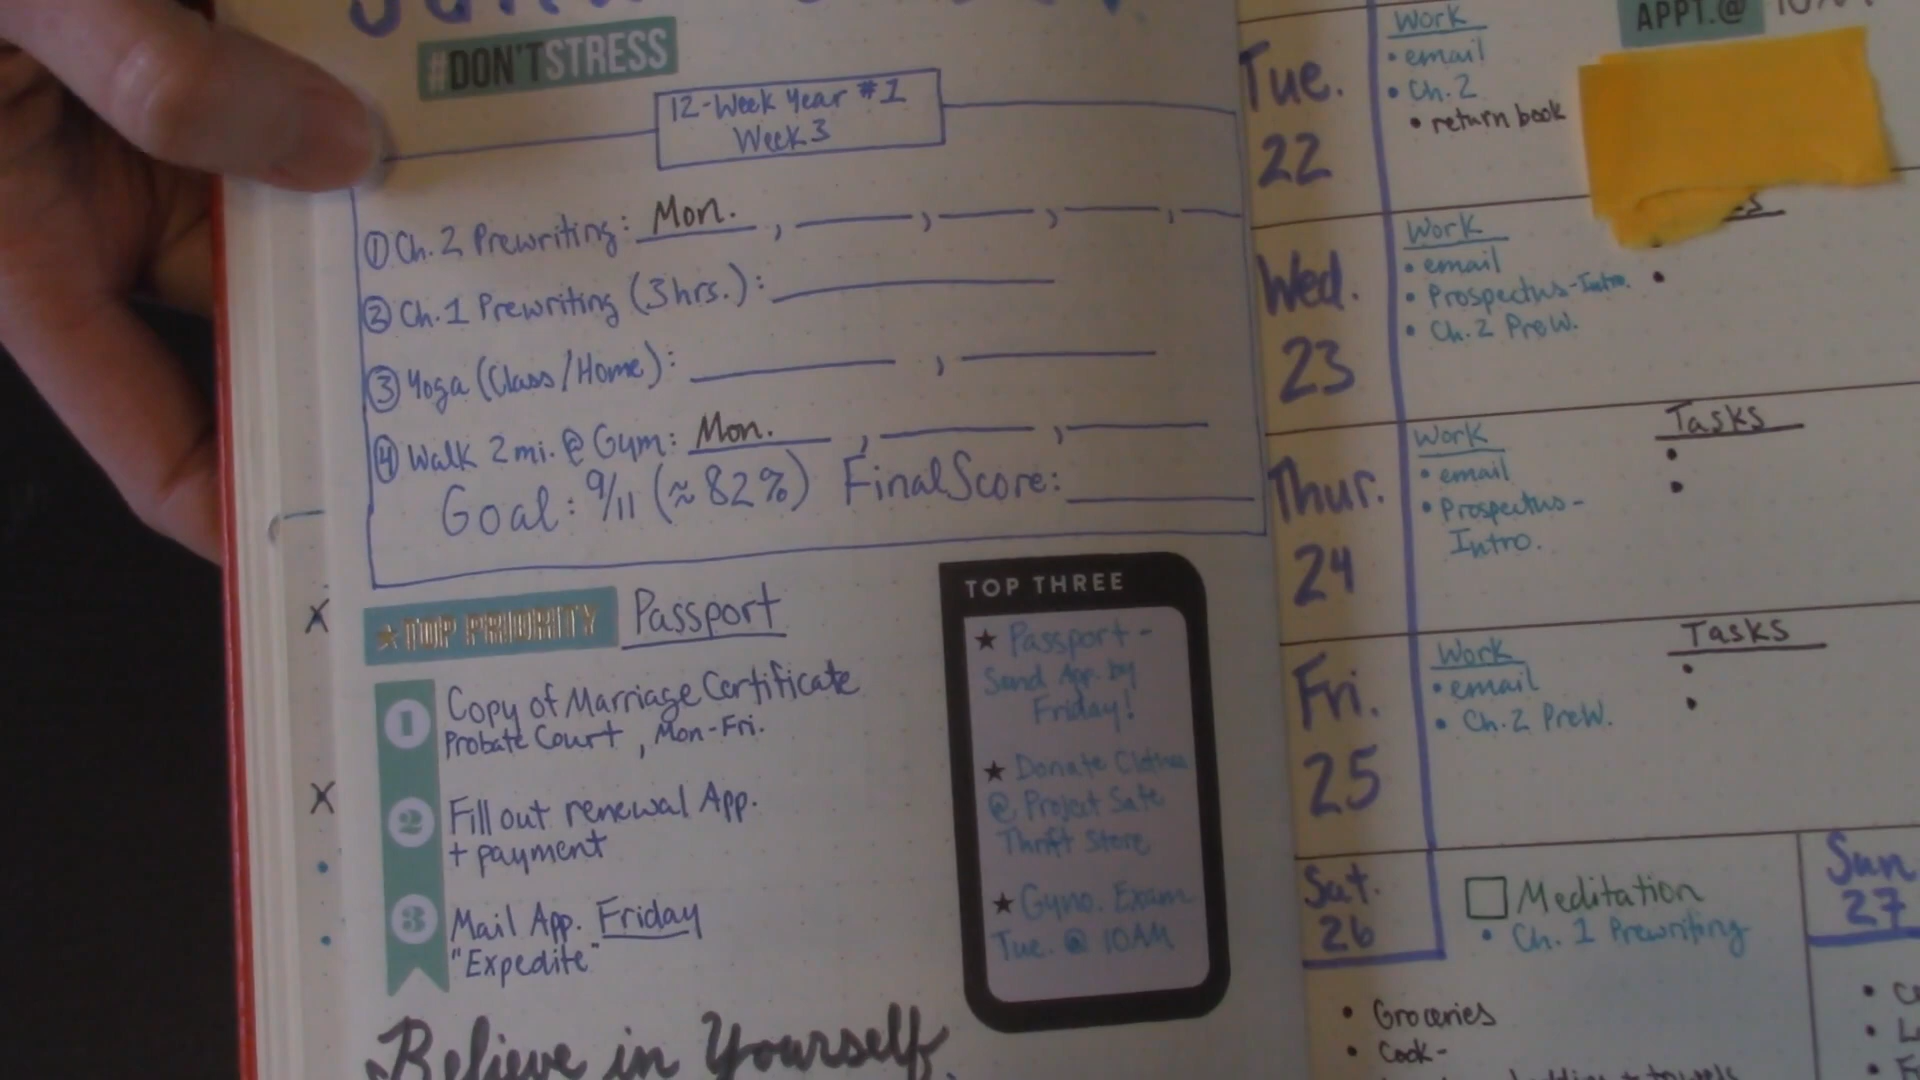 #DON'T STRESS
12-Week Year #1
Week 3
① Ch. 2 Prewriting: Mon. , , , ,
② Ch. 1 Prewriting (3hrs.):
③ Yoga (Class/Home): ,
④ Walk 2 mi. @ Gym: Mon. , ,
Goal: 9/11 (≈82%) Final Score:
X
★TOP PRIORITY Passport
1 Copy of Marriage Certificate
Probate Court, Mon-Fri.
X
2 Fill out renewal App.
+ payment
3 Mail App. Friday
"Expedite"
Believe in Yourself.
TOP THREE
★ Passport -
Send App. by
Friday!
★ Donate Clothes
@ Project Safe
Thrift Store
★ Gyno. Exam
Tue. @ 10AM
Tue.
22
Work
• email
• Ch. 2
• return book
APPT.@ 10AM
Wed.
23
Work
• email
• Prospectus-Intro.
• Ch. 2 PreW.
Thur.
24
Work
• email
• Prospectus-
Intro.
Tasks
Fri.
25
Work
• email
• Ch. 2 PreW.
Tasks
Sat.
26
Meditation
• Ch. 1 Prewriting
• Groceries
• Cook-
+ towels
Sun
27